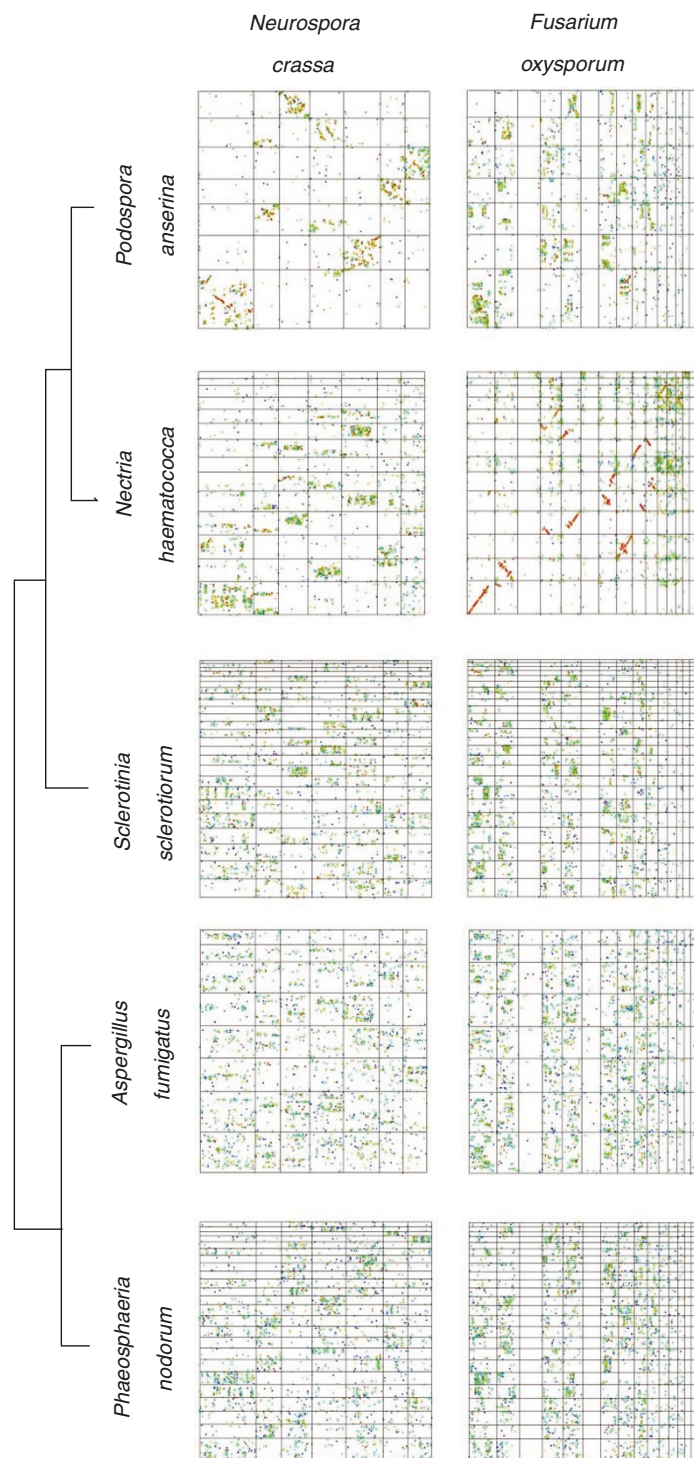 Neurospora
crassa
Fusarium
oxysporum
Podospora
anserina
Nectria
haematococca
Sclerotinia
sclerotiorum
Aspergillus
fumigatus
Phaeosphaeria
nodorum